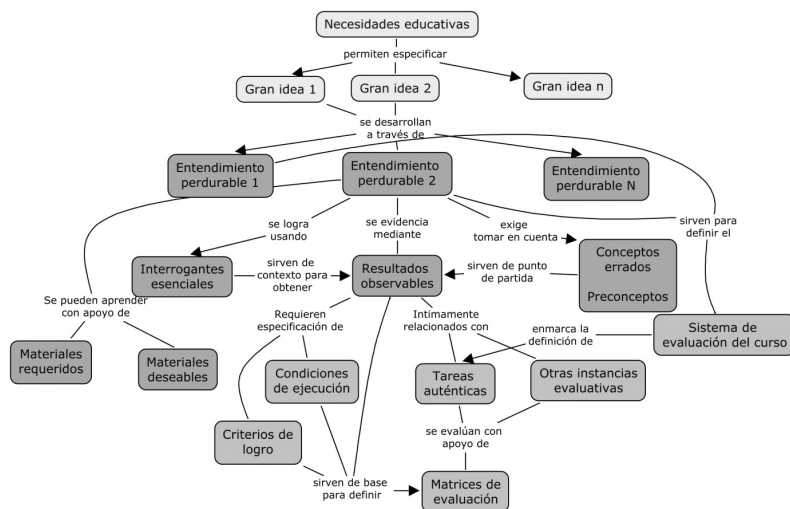 Necesidades educativas
permiten especificar
Gran idea 1
Gran idea 2
Gran idea n
se desarrollan
a través de
Entendimiento
perdurable 1
Entendimiento
perdurable 2
Entendimiento
perdurable N
se logra
usando
se evidencia
mediante
exige
tomar en cuenta
sirven para
definir el
Interrogantes
esenciales
sirven de
contexto para
obtener
Resultados
observables
sirven de punto
de partida
Conceptos
errados
Preconceptos
Se pueden aprender
con apoyo de
Requieren
especificación de
Intimamente
relacionados con
enmarca la
definición de
Sistema de
evaluación del curso
Materiales
requeridos
Materiales
deseables
Condiciones
de ejecución
Tareas
auténticas
Otras instancias
evaluativas
Criterios de
logro
se evalúan con
apoyo de
sirven de base
para definir
Matrices de
evaluación